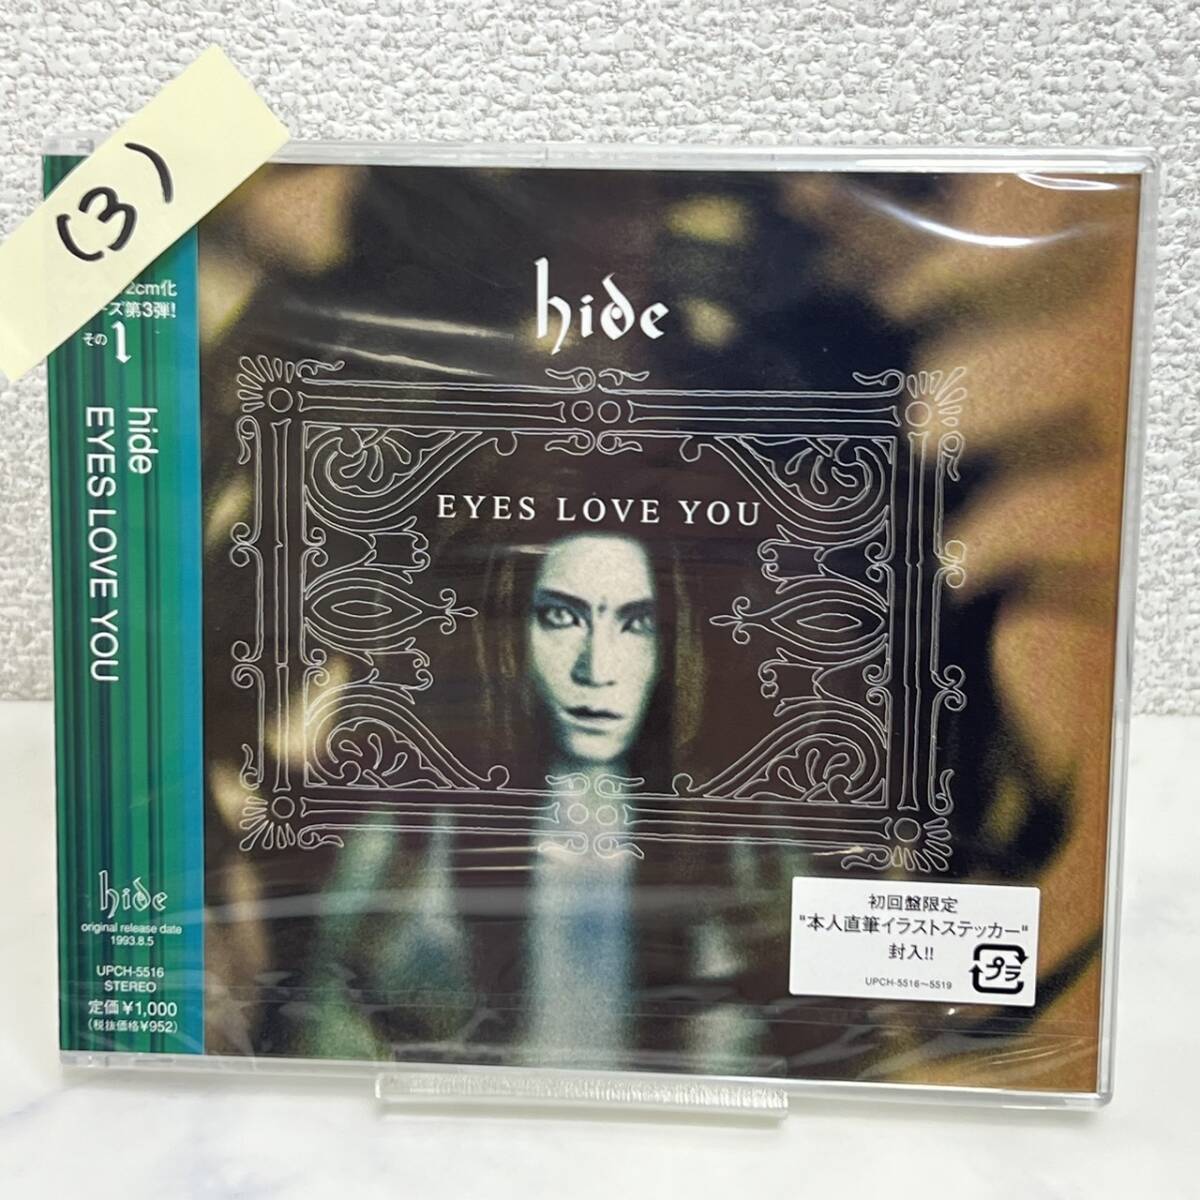 (3)
2cm化
ズ第3弾!
その1
hide
EYES LOVE YOU
hide
original release date
1993.8.5
UPCH-5516
STEREO
定価¥1,000
(税抜価格¥952)
hide
EYES LOVE YOU
初回盤限定
"本人直筆イラストステッカー"
封入!!
プラ
UPCH-5516〜5519